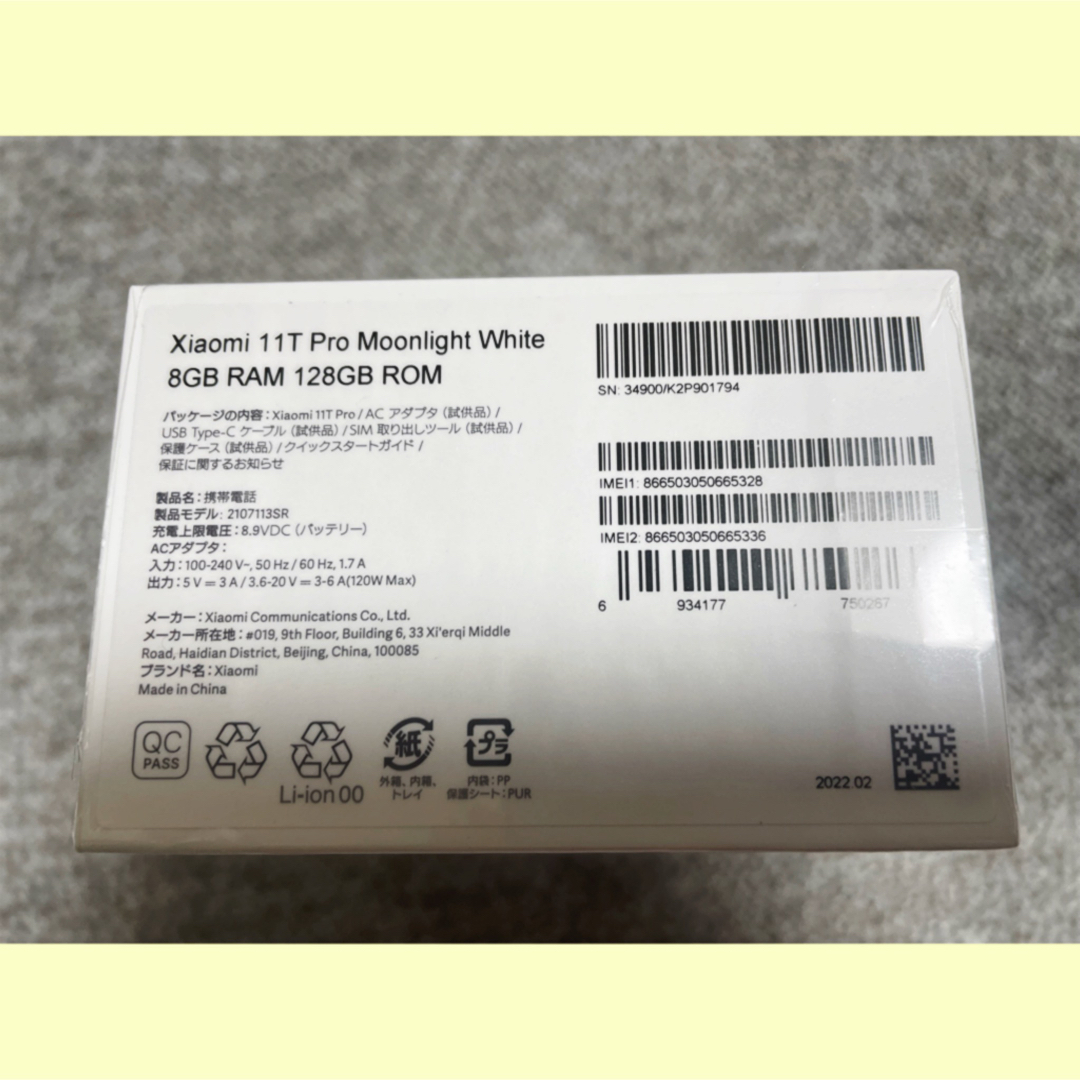 Xiaomi 11T Pro Moonlight White
8GB RAM 128GB ROM
パッケージの内容：Xiaomi 11T Pro / AC アダプタ（試供品）/
USB Type-C ケーブル（試供品）/ SIM 取り出しツール（試供品）/
保護ケース（試供品）/ クイックスタートガイド /
保証に関するお知らせ
製品名：携帯電話
製品モデル：2107113SR
充電上限電圧：8.9VDC（バッテリー）
ACアダプタ：
入力：100-240 V~, 50 Hz / 60 Hz, 1.7 A
出力：5 V = 3 A / 3.6-20 V = 3-6 A(120W Max)
メーカー：Xiaomi Communications Co., Ltd.
メーカー所在地：#019, 9th Floor, Building 6, 33 Xi'erqi Middle
Road, Haidian District, Beijing, China, 100085
ブランド名：Xiaomi
Made in China
SN: 34900/K2P901794
IMEI1: 866503050665328
IMEI2: 866503050665336
6 934177 750267
QC
PASS
Li-ion 00
紙
外箱、内箱、
トレイ
プラ
内袋：PP
保護シート：PUR
2022 02